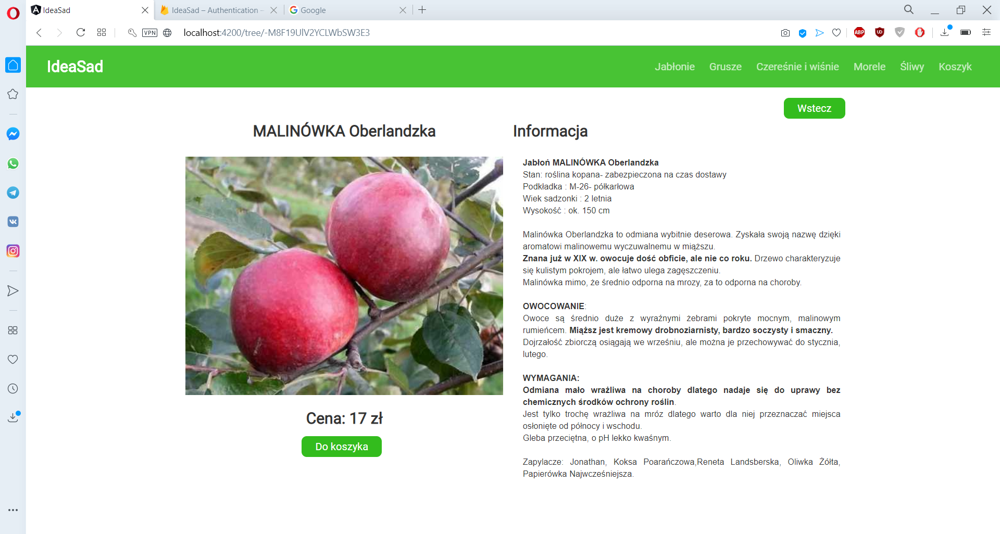 IdeaSad
IdeaSad – Authentication –
Google
VPN
localhost:4200/tree/-M8F19UlV2YCLWbSW3E3
ABP
IdeaSad
Jabłonie
Grusze
Czereśnie i wiśnie
Morele
Śliwy
Koszyk
Wstecz
MALINÓWKA Oberlandzka
Cena: 17 zł
Do koszyka
Informacja
Jabłoń MALINÓWKA Oberlandzka
Stan: roślina kopana- zabezpieczona na czas dostawy
Podkładka : M-26- półkarłowa
Wiek sadzonki : 2 letnia
Wysokość : ok. 150 cm
Malinówka Oberlandzka to odmiana wybitnie deserowa. Zyskała swoją nazwę dzięki
aromatowi malinowemu wyczuwalnemu w miąższu.
Znana już w XIX w. owocuje dość obficie, ale nie co roku. Drzewo charakteryzuje
się kulistym pokrojem, ale łatwo ulega zagęszczeniu.
Malinówka mimo, że średnio odporna na mrozy, za to odporna na choroby.
OWOCOWANIE:
Owoce są średnio duże z wyraźnymi żebrami pokryte mocnym, malinowym
rumieńcem. Miąższ jest kremowy drobnoziarnisty, bardzo soczysty i smaczny.
Dojrzałość zbiorczą osiągają we wrześniu, ale można je przechowywać do stycznia,
lutego.
WYMAGANIA:
Odmiana mało wrażliwa na choroby dlatego nadaje się do uprawy bez
chemicznych środków ochrony roślin.
Jest tylko trochę wrażliwa na mróz dlatego warto dla niej przeznaczać miejsca
osłonięte od północy i wschodu.
Gleba przeciętna, o pH lekko kwaśnym.
Zapylacze: Jonathan, Koksa Poarańczowa,Reneta Landsberska, Oliwka Żółta,
Papierówka Najwcześniejsza.